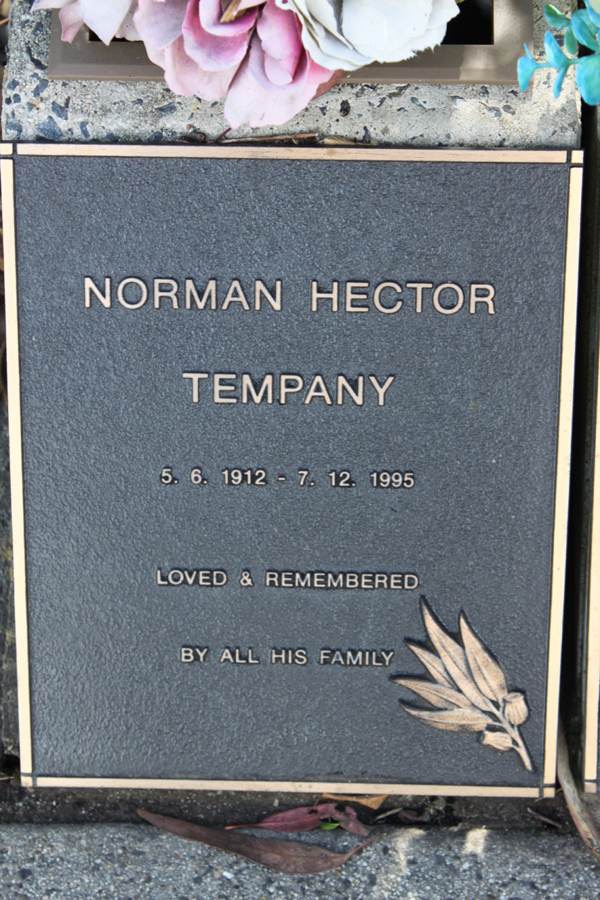 NORMAN HECTOR
TEMPANY
5. 6. 1912 - 7. 12. 1995
LOVED & REMEMBERED
BY ALL HIS FAMILY